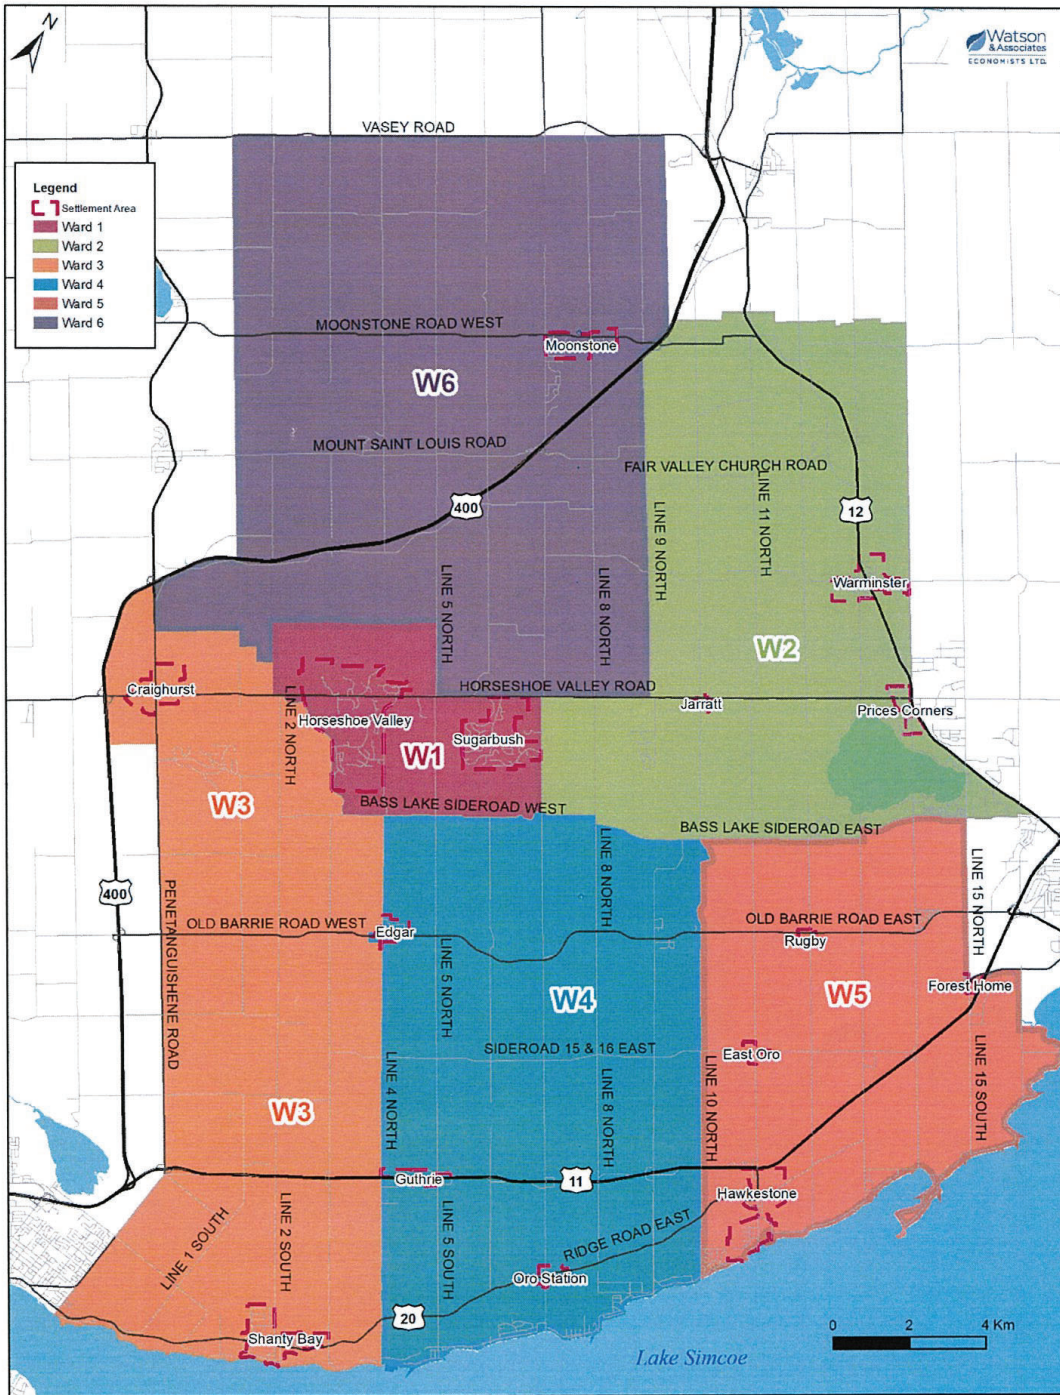 N
Watson
& Associates
ECONOMISTS LTD.
VASEY ROAD
Legend
Settlement Area
Ward 1
Ward 2
Ward 3
Ward 4
Ward 5
Ward 6
MOONSTONE ROAD WEST
Moonstone
W6
MOUNT SAINT LOUIS ROAD
FAIR VALLEY CHURCH ROAD
LINE 11 NORTH
400
12
LINE 9 NORTH
LINE 5 NORTH
LINE 8 NORTH
Warminster
W2
HORSESHOE VALLEY ROAD
Craighurst
LINE 2 NORTH
Horseshoe Valley
Sugarbush
Jarratt
Prices Corners
W1
W3
BASS LAKE SIDEROAD WEST
BASS LAKE SIDEROAD EAST
LINE 8 NORTH
LINE 15 NORTH
400
PENETANGUISHENE ROAD
OLD BARRIE ROAD WEST
Edgar
OLD BARRIE ROAD EAST
Rugby
LINE 5 NORTH
W4
W5
Forest Home
SIDEROAD 15 & 16 EAST
East Oro
LINE 4 NORTH
LINE 8 NORTH
LINE 10 NORTH
LINE 15 SOUTH
W3
Guthrie
11
Hawkestone
LINE 1 SOUTH
LINE 2 SOUTH
LINE 5 SOUTH
RIDGE ROAD EAST
Oro Station
20
Shanty Bay
Lake Simcoe
0 2 4 Km